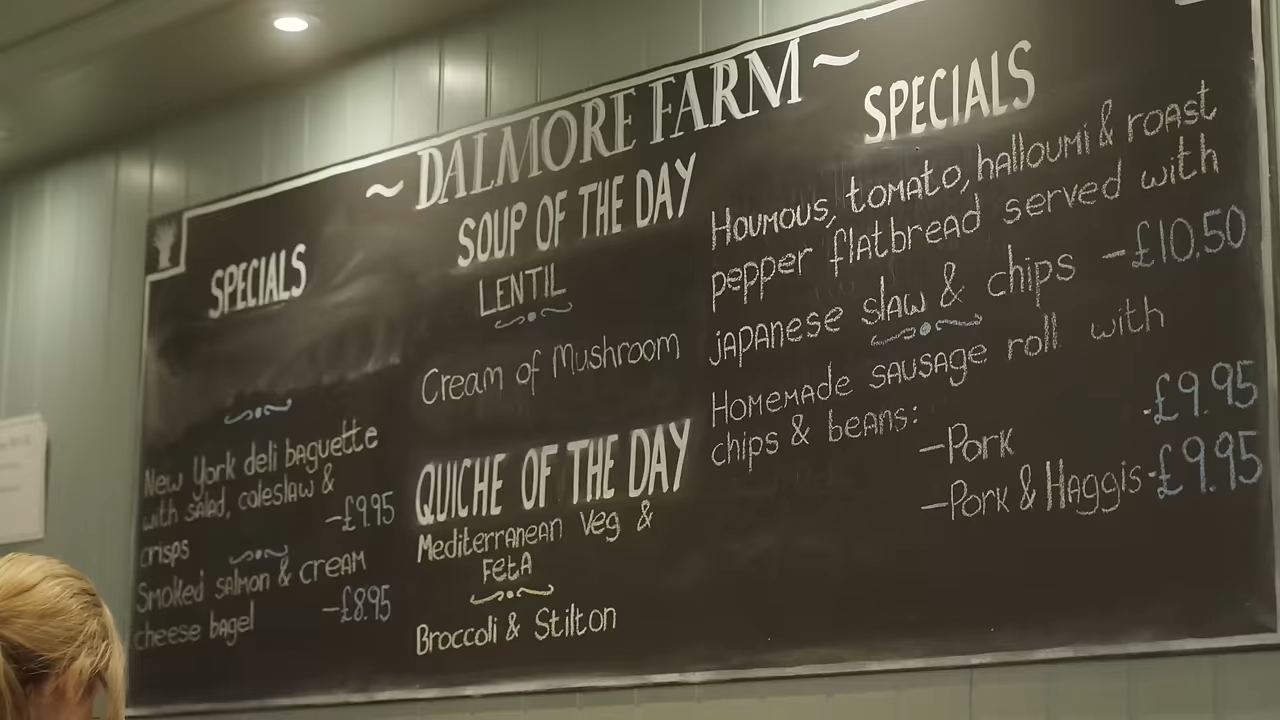 ~ DALMORE FARM ~
SPECIALS
New York deli baguette
with salad, coleslaw &
crisps -£9.95
Smoked salmon & cream
cheese bagel -£8.95
SOUP OF THE DAY
LENTIL
Cream of Mushroom
QUICHE OF THE DAY
Mediterranean Veg &
Feta
Broccoli & Stilton
SPECIALS
Houmous, tomato, halloumi & roast
pepper flatbread served with
japanese slaw & chips -£10.50
Homemade sausage roll with
chips & beans:
-Pork -£9.95
-Pork & Haggis -£9.95